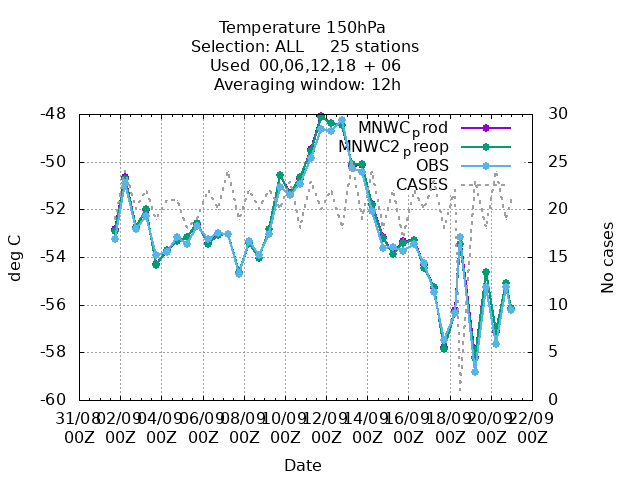 Temperature 150hPa
Selection: ALL 25 stations
Used 00,06,12,18 + 06
Averaging window: 12h
MNWCprod
MNWC2preop
OBS
CASES
-48
-50
-52
-54
-56
-58
-60
30
25
20
15
10
5
0
deg C
No cases
31/08 02/09 04/09 06/09 08/09 10/09 12/09 14/09 16/09 18/09 20/09 22/09
00Z 00Z 00Z 00Z 00Z 00Z 00Z 00Z 00Z 00Z 00Z 00Z
Date